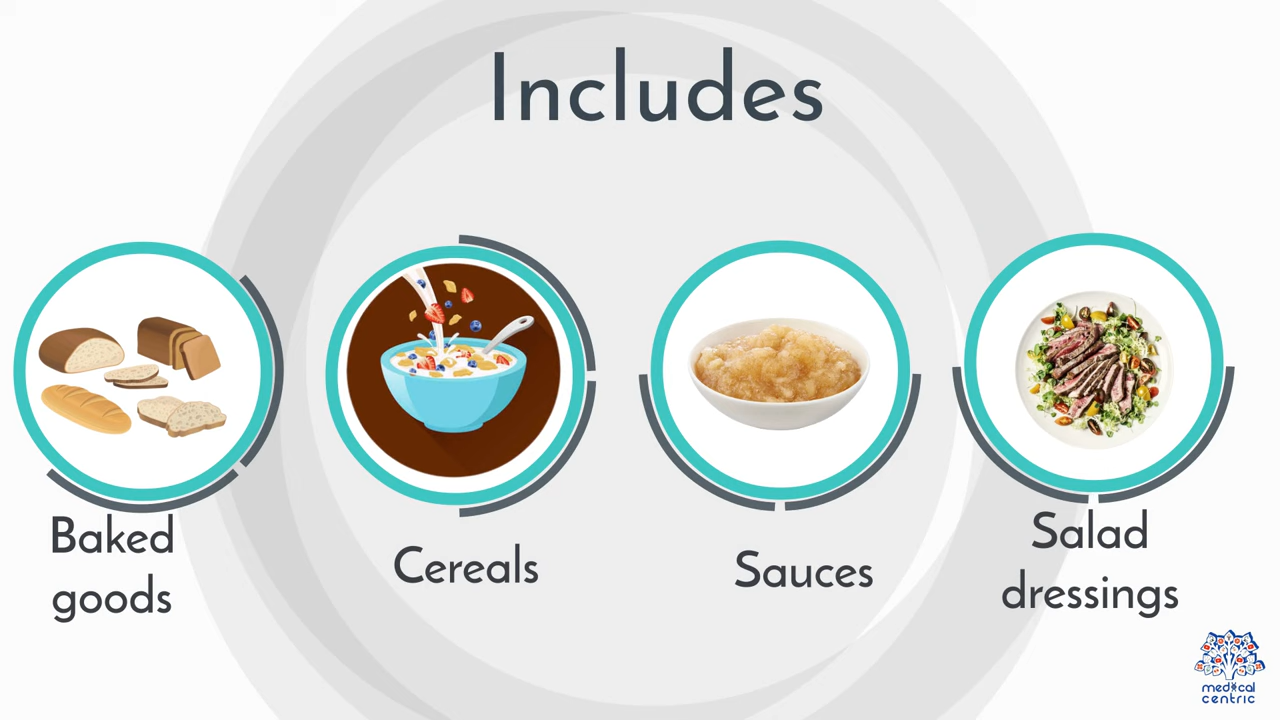 Includes
Baked
goods
Cereals
Sauces
Salad
dressings
medical
centric